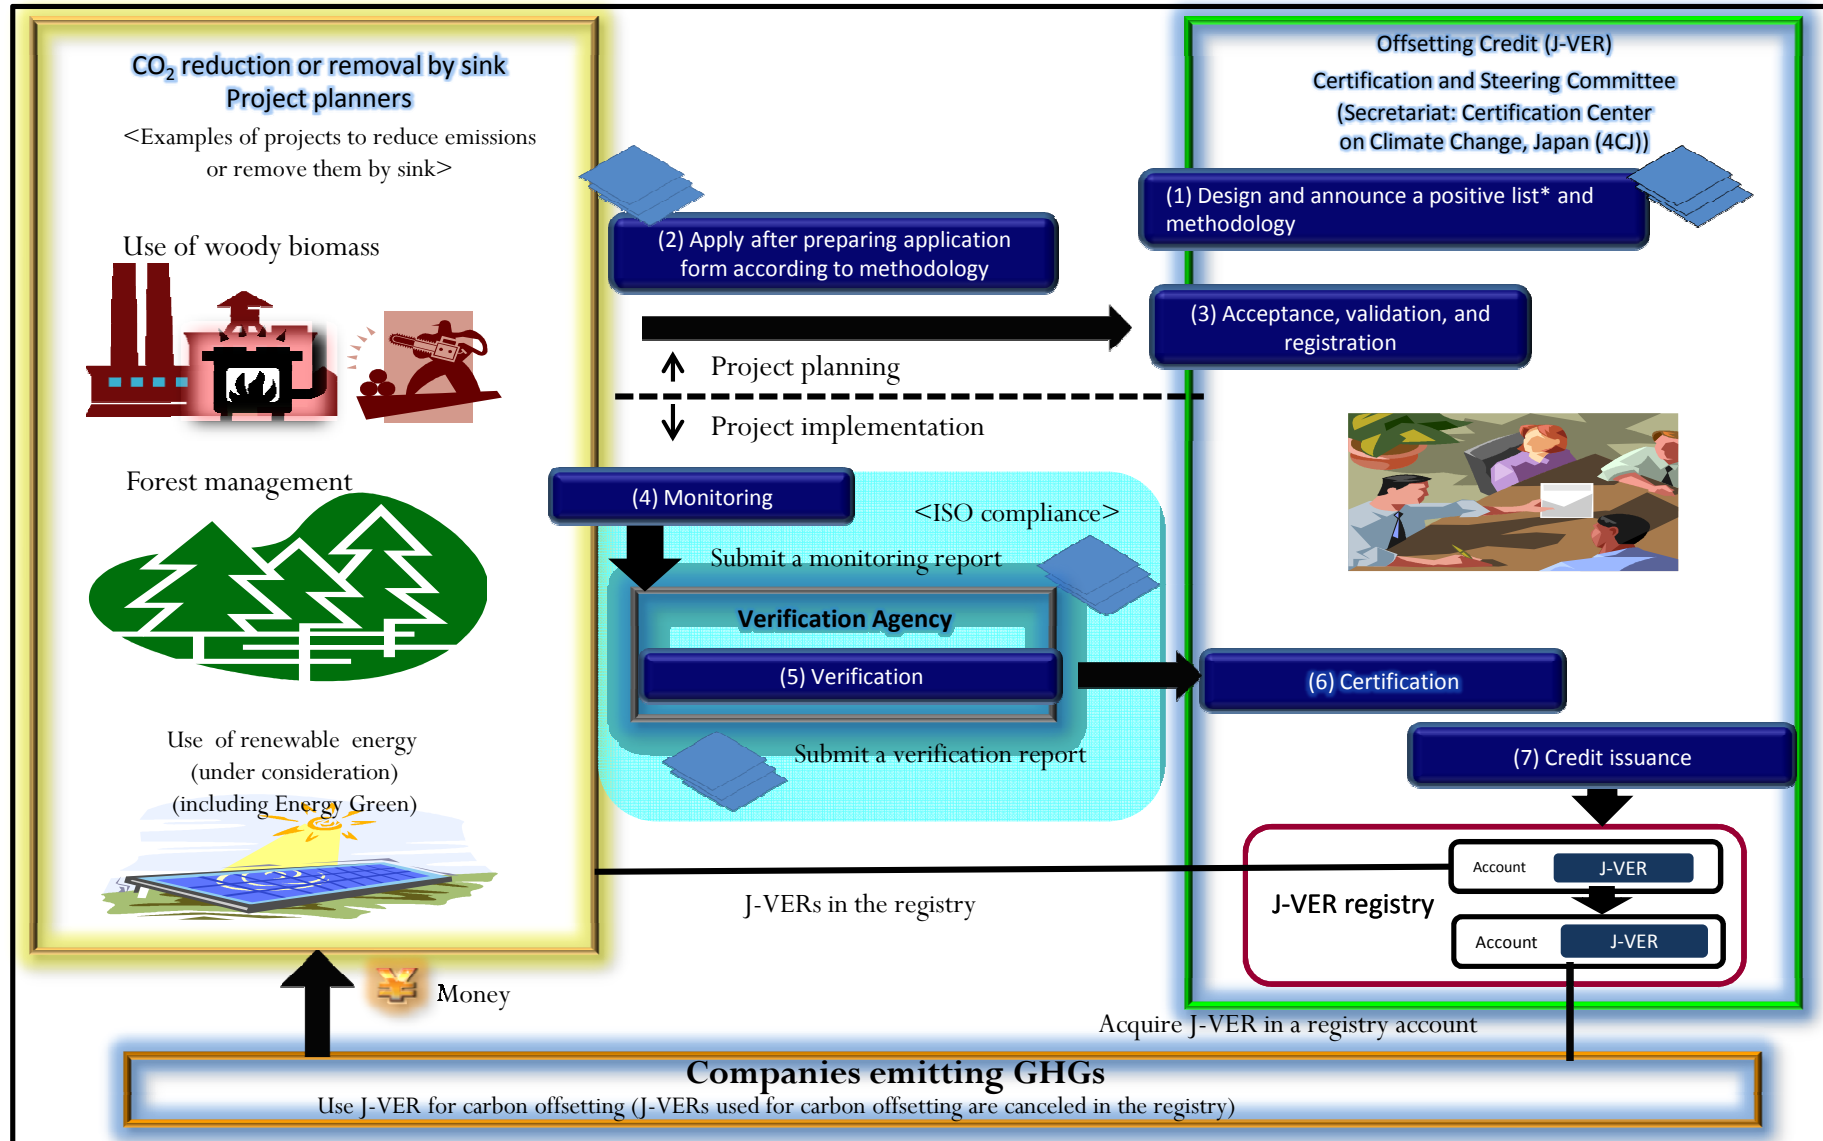 CO2 reduction or removal by sink
Project planners
<Examples of projects to reduce emissions
or remove them by sink>
Use of woody biomass
Forest management
Use of renewable energy
(under consideration)
(including Energy Green)
Offsetting Credit (J-VER)
Certification and Steering Committee
(Secretariat: Certification Center
on Climate Change, Japan (4CJ))
(1) Design and announce a positive list* and
methodology
(2) Apply after preparing application
form according to methodology
(3) Acceptance, validation, and
registration
Project planning
Project implementation
(4) Monitoring
<ISO compliance>
Submit a monitoring report
Verification Agency
(5) Verification
Submit a verification report
(6) Certification
(7) Credit issuance
Account
J-VER
J-VER registry
Account
J-VER
J-VERs in the registry
¥
Money
Acquire J-VER in a registry account
Companies emitting GHGs
Use J-VER for carbon offsetting (J-VERs used for carbon offsetting are canceled in the registry)